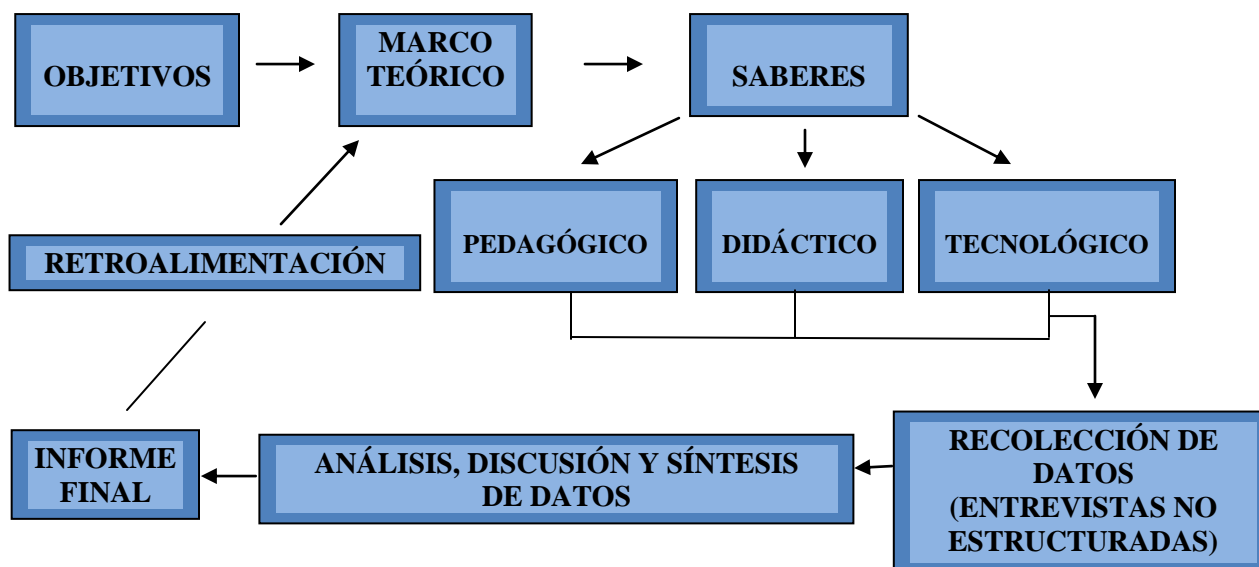 OBJETIVOS
MARCO
TEÓRICO
SABERES
PEDAGÓGICO
DIDÁCTICO
TECNOLÓGICO
RETROALIMENTACIÓN
INFORME
FINAL
ANÁLISIS, DISCUSIÓN Y SÍNTESIS
DE DATOS
RECOLECCIÓN DE
DATOS
(ENTREVISTAS NO
ESTRUCTURADAS)